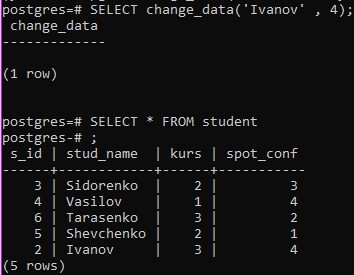 postgres=# SELECT change_data('Ivanov' , 4);
 change_data
-------------

(1 row)


postgres=# SELECT * FROM student
postgres-# ;
 s_id | stud_name  | kurs | spot_conf
------+------------+------+-----------
    3 | Sidorenko  |    2 |         3
    4 | Vasilov    |    1 |         4
    6 | Tarasenko  |    3 |         2
    5 | Shevchenko |    2 |         1
    2 | Ivanov     |    3 |         4
(5 rows)